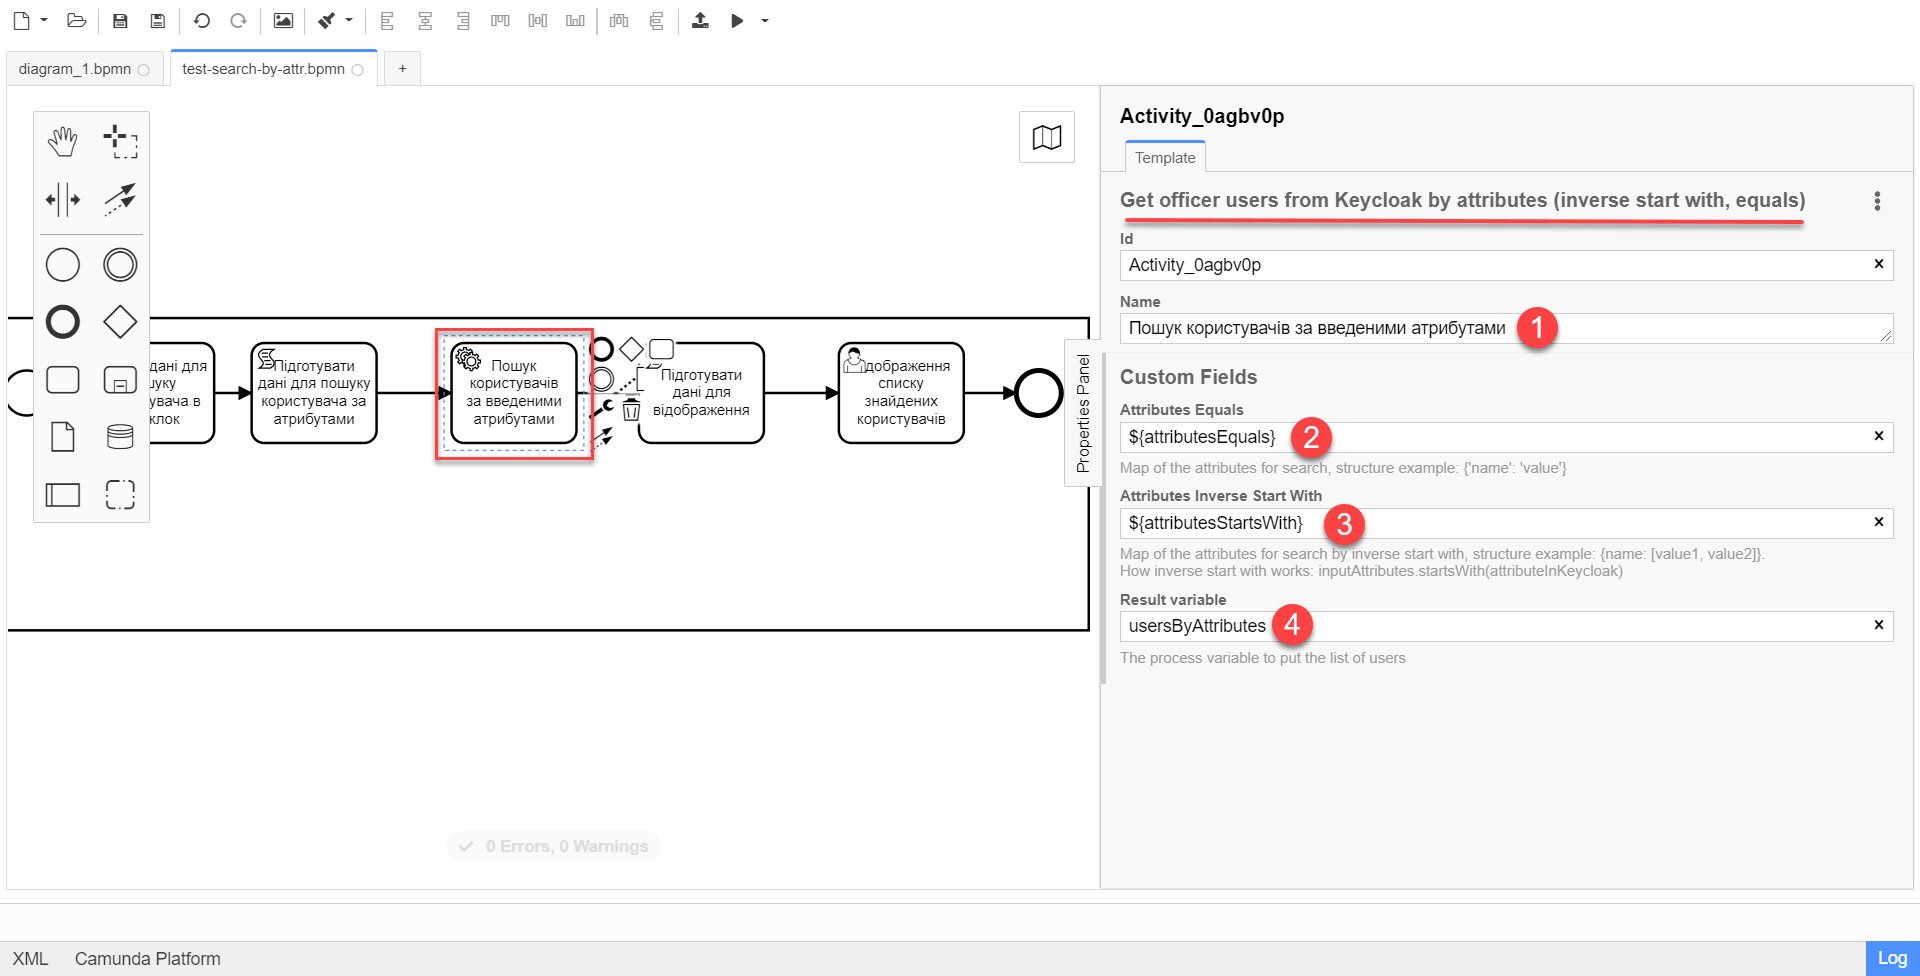 diagram_1.bpmn
test-search-by-attr.bpmn
+
дані для
уку
увача в
клок
Підготувати
дані для пошуку
користувача за
атрибутами
Пошук
користувачів
за введеними
атрибутами
Підготувати
дані для
відображення
дображення
списку
знайдених
користувачів
0 Errors, 0 Warnings
Properties Panel
Activity_0agbv0p
Template
Get officer users from Keycloak by attributes (inverse start with, equals)
Id
Activity_0agbv0p
Name
Пошук користувачів за введеними атрибутами
1
Custom Fields
Attributes Equals
${attributesEquals}
2
Map of the attributes for search, structure example: {'name': 'value'}
Attributes Inverse Start With
${attributesStartsWith}
3
Map of the attributes for search by inverse start with, structure example: {name: [value1, value2]}.
How inverse start with works: inputAttributes.startsWith(attributeInKeycloak)
Result variable
usersByAttributes
4
The process variable to put the list of users
XML
Camunda Platform
Log